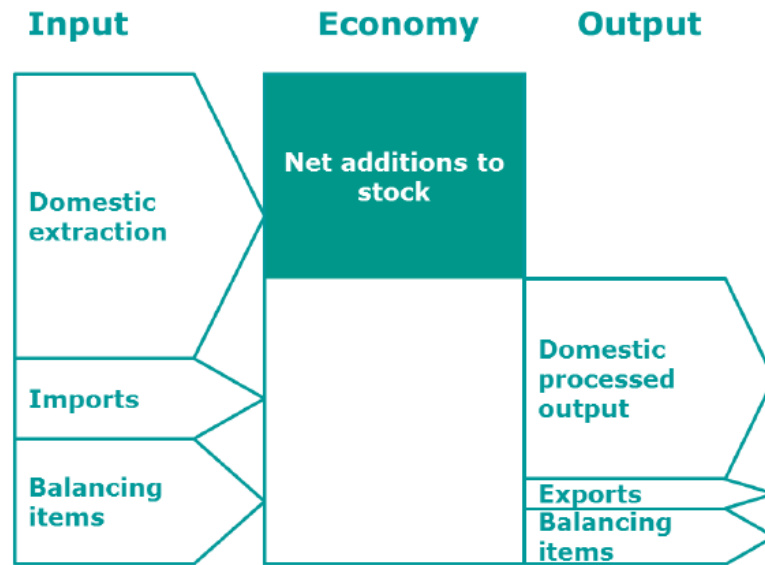 Input
Economy
Output
Net additions to
stock
Domestic
extraction
Imports
Balancing
items
Domestic
processed
output
Exports
Balancing
items